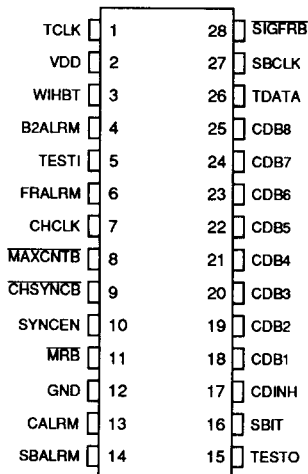 TCLK 1 28 SIGFRB
VDD 2 27 SBCLK
WIHBT 3 26 TDATA
B2ALRM 4 25 CDB8
TESTI 5 24 CDB7
FRALRM 6 23 CDB6
CHCLK 7 22 CDB5
MAXCNTB 8 21 CDB4
CHSYNCB 9 20 CDB3
SYNCEN 10 19 CDB2
MRB 11 18 CDB1
GND 12 17 CDINH
CALRM 13 16 SBIT
SBALRM 14 15 TESTO